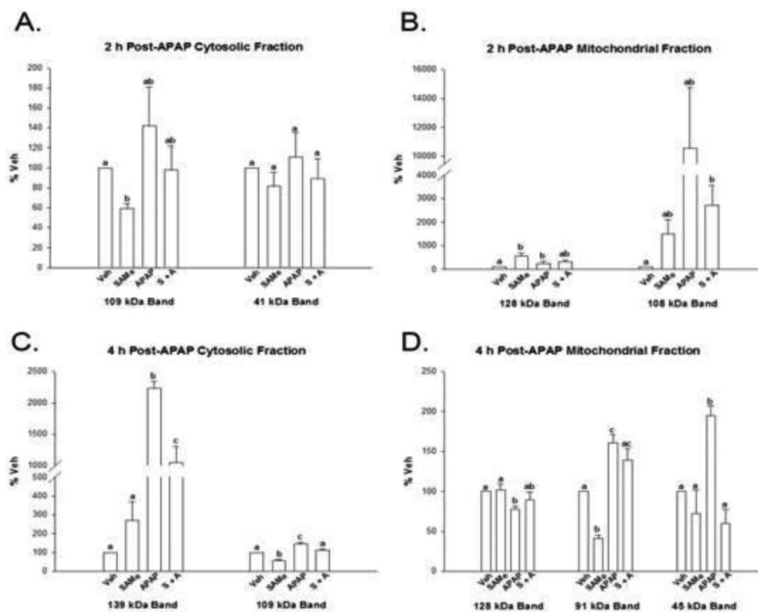 A.
2 h Post-APAP Cytosolic Fraction
% Veh
200
180
160
140
120
100
80
60
40
20
0
a
b
ab
ab
a
a
a
a
Veh
SAMe
APAP
S + A
Veh
SAMe
APAP
S + A
109 kDa Band
41 kDa Band
B.
2 h Post-APAP Mitochondrial Fraction
% Veh
16000
14000
12000
10000
4000
3000
2000
1000
0
a
b
b
ab
a
ab
ab
b
Veh
SAMe
APAP
S + A
Veh
SAMe
APAP
S + A
128 kDa Band
108 kDa Band
C.
4 h Post-APAP Cytosolic Fraction
% Veh
2500
2000
1500
1000
500
400
300
200
100
0
a
a
b
c
a
b
c
a
Veh
SAMe
APAP
S + A
Veh
SAMe
APAP
S + A
139 kDa Band
109 kDa Band
D.
4 h Post-APAP Mitochondrial Fraction
% Veh
250
200
150
100
50
0
a
a
b
ab
a
b
c
ac
a
a
b
a
Veh
SAMe
APAP
S + A
Veh
SAMe
APAP
S + A
Veh
SAMe
APAP
S + A
128 kDa Band
91 kDa Band
45 kDa Band